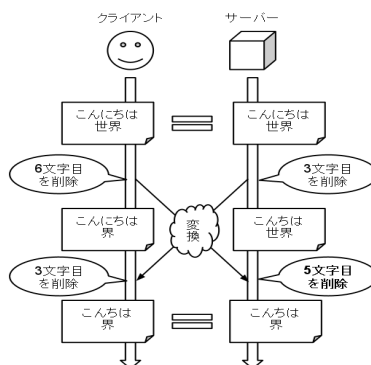 クライアント
サーバー
こんにちは
世界
こんにちは
世界
6文字目
を削除
3文字目
を削除
こんにちは
界
変
換
こんちは
世界
3文字目
を削除
5文字目
を削除
こんちは
界
こんちは
界